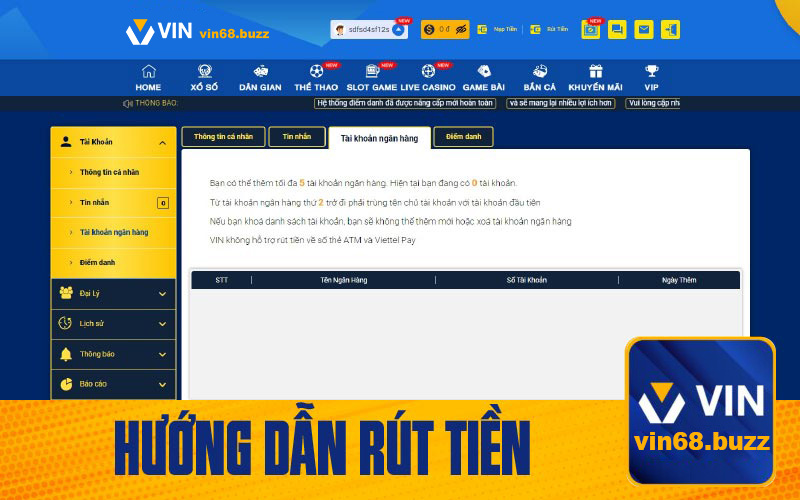 VIN vin68.buzz
sdfsd4sf12s NEW
0 đ
Nạp Tiền
Rút Tiền
NEW
HOME
XỔ SỐ
DÂN GIAN
THỂ THAO NEW
SLOT GAME NEW
LIVE CASINO NEW
GAME BÀI
BẮN CÁ
KHUYẾN MÃI
VIP
THÔNG BÁO:
Hệ thống điểm danh đã được nâng cấp mới hoàn toàn
và sẽ mang lại nhiều lợi ích hơn
Vui lòng cập nh
Tài Khoản
Thông tin cá nhân
Tin nhắn 0
Tài khoản ngân hàng
Điểm danh
Đại Lý
Lịch sử
Thông báo
Báo cáo
Thông tin cá nhân
Tin nhắn
Tài khoản ngân hàng
Điểm danh
Bạn có thể thêm tối đa 5 tài khoản ngân hàng. Hiện tại bạn đang có 0 tài khoản.
Từ tài khoản ngân hàng thứ 2 trở đi phải trùng tên chủ tài khoản với tài khoản đầu tiên
Nếu bạn khoá danh sách tài khoản, bạn sẽ không thể thêm mới hoặc xoá tài khoản ngân hàng
VIN không hỗ trợ rút tiền về số thẻ ATM và Viettel Pay
STT
Tên Ngân Hàng
Số Tài Khoản
Ngày Thêm
HƯỚNG DẪN RÚT TIỀN
VIN
vin68.buzz